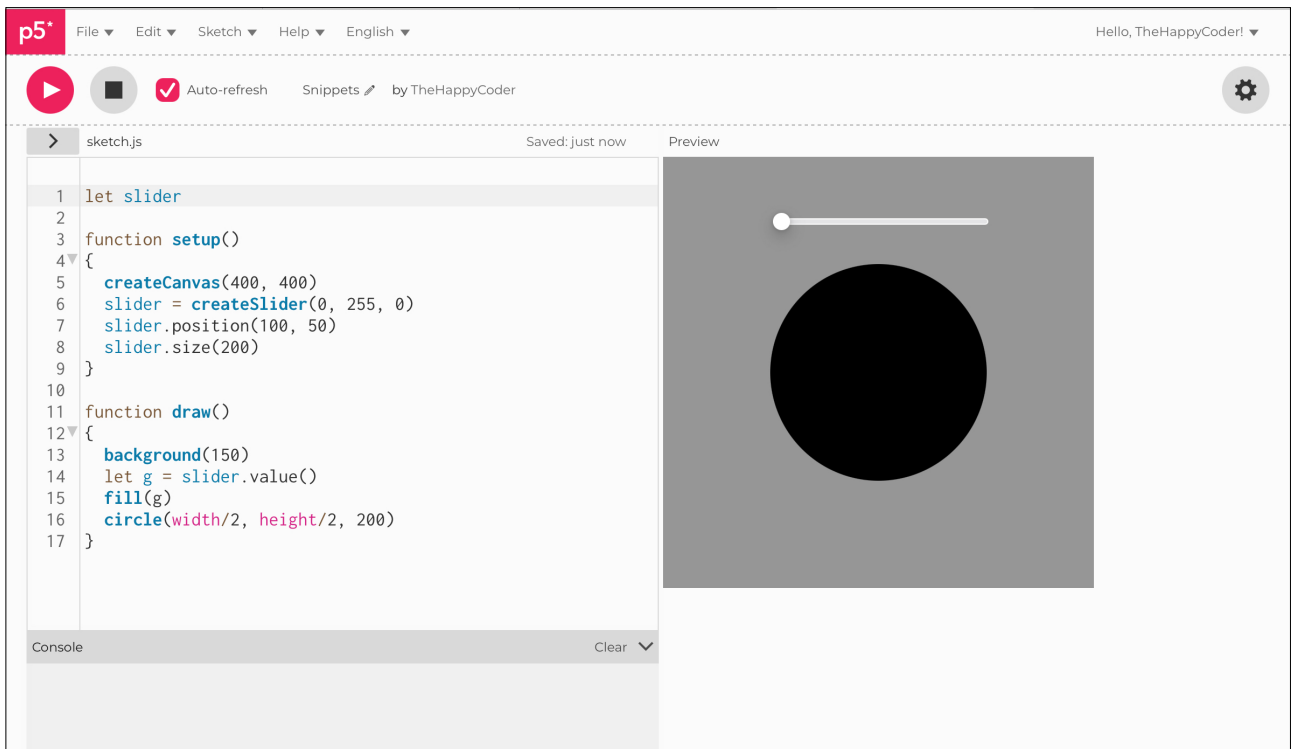 p5* File Edit Sketch Help English Hello, TheHappyCoder!
Auto-refresh Snippets by TheHappyCoder
sketch.js Saved: just now Preview
1 let slider
2
3 function setup()
4 {
5 createCanvas(400, 400)
6 slider = createSlider(0, 255, 0)
7 slider.position(100, 50)
8 slider.size(200)
9 }
10
11 function draw()
12 {
13 background(150)
14 let g = slider.value()
15 fill(g)
16 circle(width/2, height/2, 200)
17 }
Console Clear